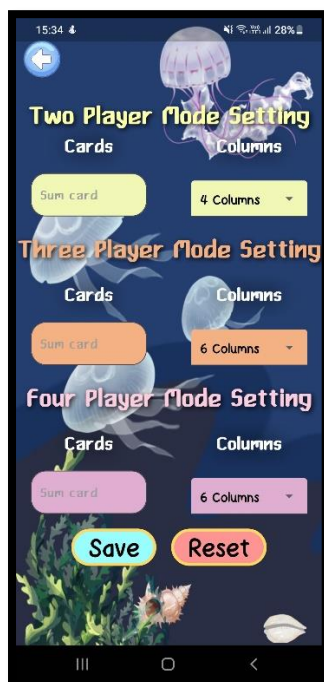 15:34 28%
Two Player Mode Setting
Cards Columns
Sum card 4 Columns
Three Player Mode Setting
Cards Columns
Sum card 6 Columns
Four Player Mode Setting
Cards Columns
Sum card 6 Columns
Save Reset